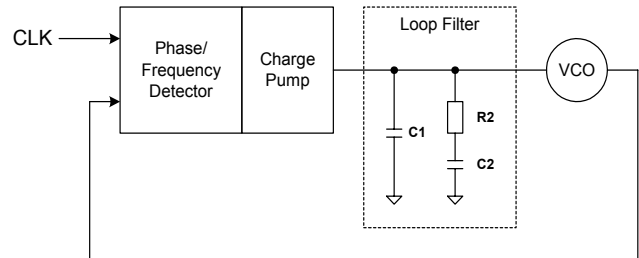 Loop Filter
CLK
Phase/
Frequency
Detector
Charge
Pump
VCO
C1
R2
C2